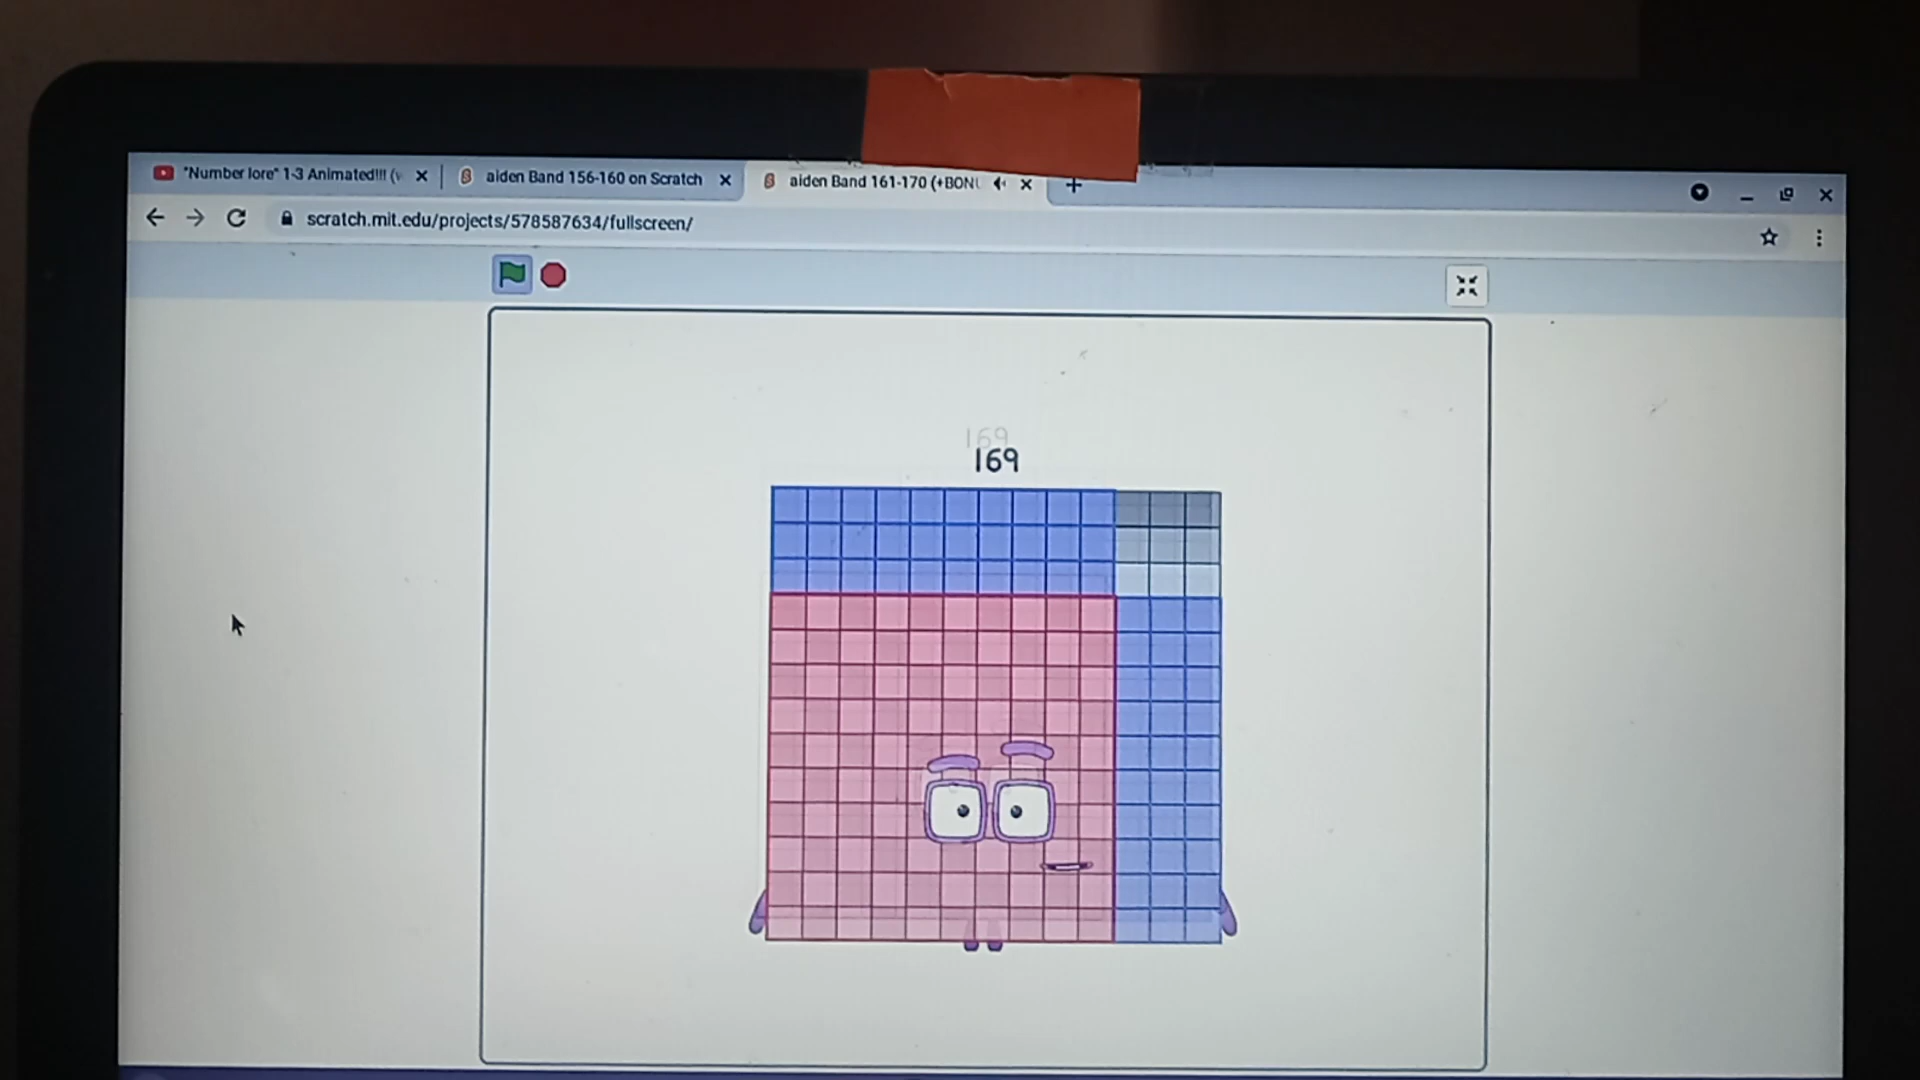 "Number lore" 1-3 Animated!!! (
aiden Band 156-160 on Scratch
aiden Band 161-170 (+BONU
scratch.mit.edu/projects/578587634/fullscreen/
169
169